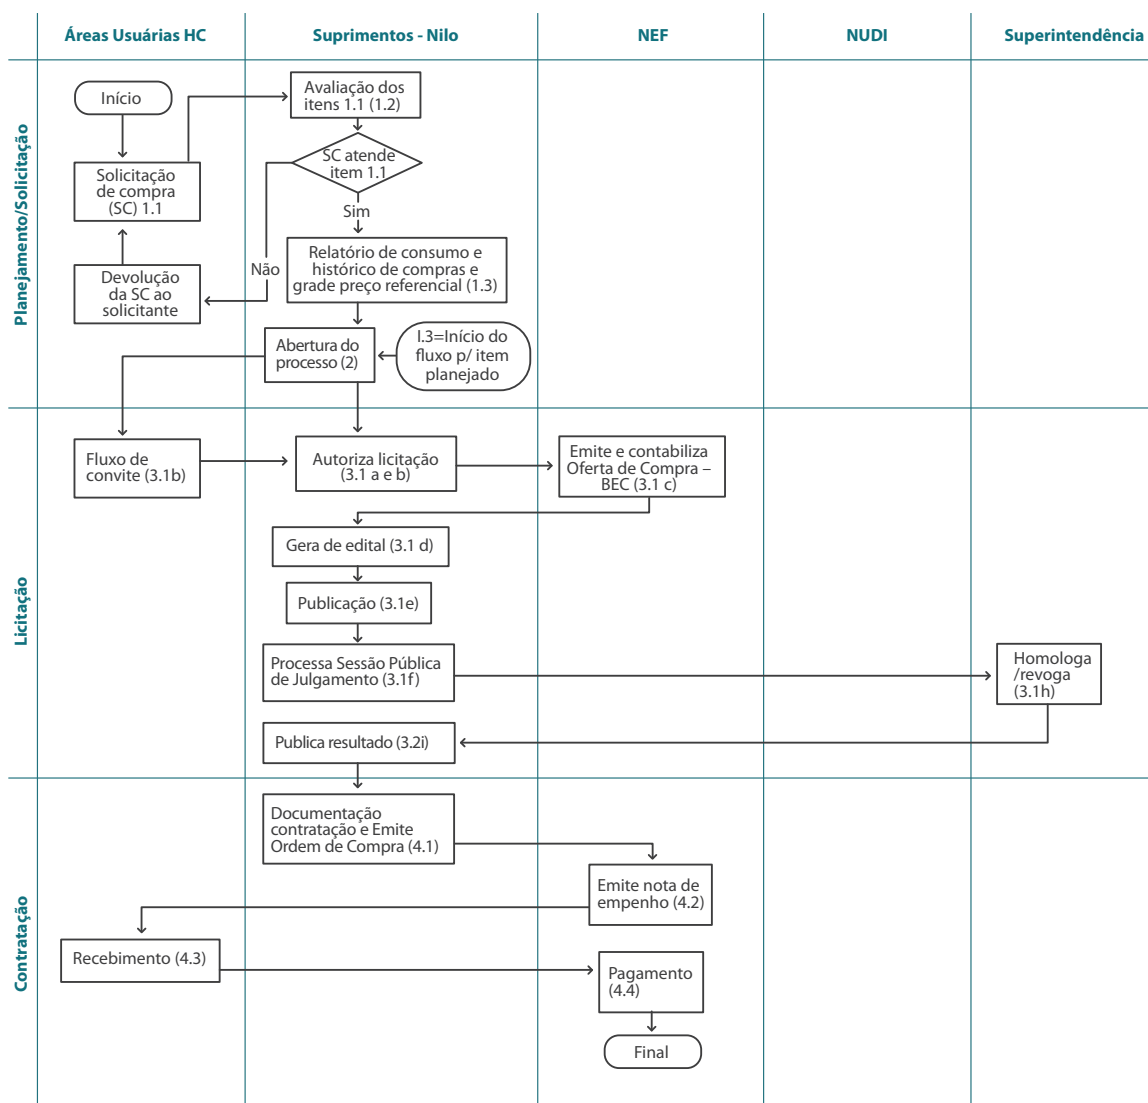 Áreas Usuárias HC
Suprimentos - Nilo
NEF
NUDI
Superintendência
Planejamento/Solicitação
Início
Avaliação dos
itens 1.1 (1.2)
SC atende
item 1.1
Solicitação
de compra
(SC) 1.1
Sim
Não
Relatório de consumo e
histórico de compras e
grade preço referencial (1.3)
Devolução
da SC ao
solicitante
Abertura do
processo (2)
I.3=Início do
fluxo p/ item
planejado
Licitação
Fluxo de
convite (3.1b)
Autoriza licitação
(3.1 a e b)
Emite e contabiliza
Oferta de Compra –
BEC (3.1 c)
Gera de edital (3.1 d)
Publicação (3.1e)
Processa Sessão Pública
de Julgamento (3.1f)
Homologa
/revoga
(3.1h)
Publica resultado (3.2i)
Contratação
Documentação
contratação e Emite
Ordem de Compra (4.1)
Emite nota de
empenho (4.2)
Recebimento (4.3)
Pagamento
(4.4)
Final